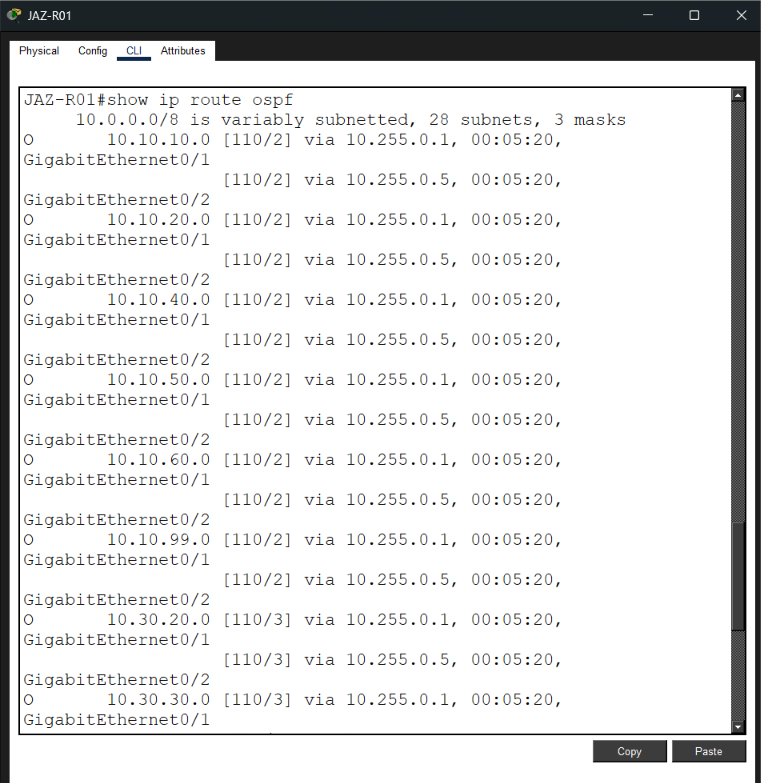 JAZ-R01
Physical Config CLI Attributes
JAZ-R01#show ip route ospf
10.0.0.0/8 is variably subnetted, 28 subnets, 3 masks
O 10.10.10.0 [110/2] via 10.255.0.1, 00:05:20,
GigabitEthernet0/1
[110/2] via 10.255.0.5, 00:05:20,
GigabitEthernet0/2
O 10.10.20.0 [110/2] via 10.255.0.1, 00:05:20,
GigabitEthernet0/1
[110/2] via 10.255.0.5, 00:05:20,
GigabitEthernet0/2
O 10.10.40.0 [110/2] via 10.255.0.1, 00:05:20,
GigabitEthernet0/1
[110/2] via 10.255.0.5, 00:05:20,
GigabitEthernet0/2
O 10.10.50.0 [110/2] via 10.255.0.1, 00:05:20,
GigabitEthernet0/1
[110/2] via 10.255.0.5, 00:05:20,
GigabitEthernet0/2
O 10.10.60.0 [110/2] via 10.255.0.1, 00:05:20,
GigabitEthernet0/1
[110/2] via 10.255.0.5, 00:05:20,
GigabitEthernet0/2
O 10.10.99.0 [110/2] via 10.255.0.1, 00:05:20,
GigabitEthernet0/1
[110/2] via 10.255.0.5, 00:05:20,
GigabitEthernet0/2
O 10.30.20.0 [110/3] via 10.255.0.1, 00:05:20,
GigabitEthernet0/1
[110/3] via 10.255.0.5, 00:05:20,
GigabitEthernet0/2
O 10.30.30.0 [110/3] via 10.255.0.1, 00:05:20,
GigabitEthernet0/1
Copy Paste